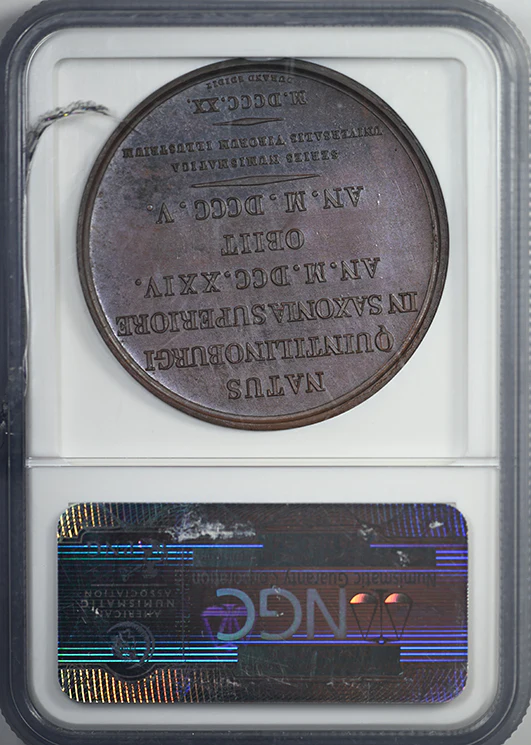 NATUS
QUINTILINOBURGI
IN SAXONIA SUPERIORE
AN. M. DCC. XXIV.
OBIIT
AN. M. DCCC. V.
SERIES NUMISMATICA
UNIVERSALIS VIRORUM ILLUSTRIUM
M. DCCC. XX.
DURAND EDIDIT
NGC
Numismatic Guaranty Corporation
AMERICAN
NUMISMATIC
ASSOCIATION